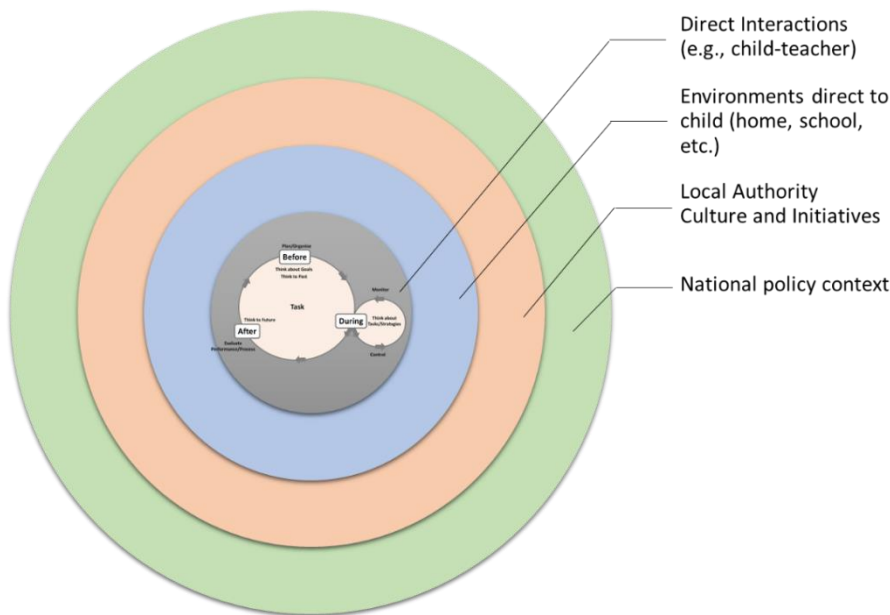 Direct Interactions
(e.g., child-teacher)
Environments direct to
child (home, school,
etc.)
Local Authority
Culture and Initiatives
National policy context
Plan/Organise
Before
Think about Goals
Think to Past
Monitor
Task
Think to Future
During
Think about
Tasks/Strategies
After
Evaluate
Performance/Process
Control